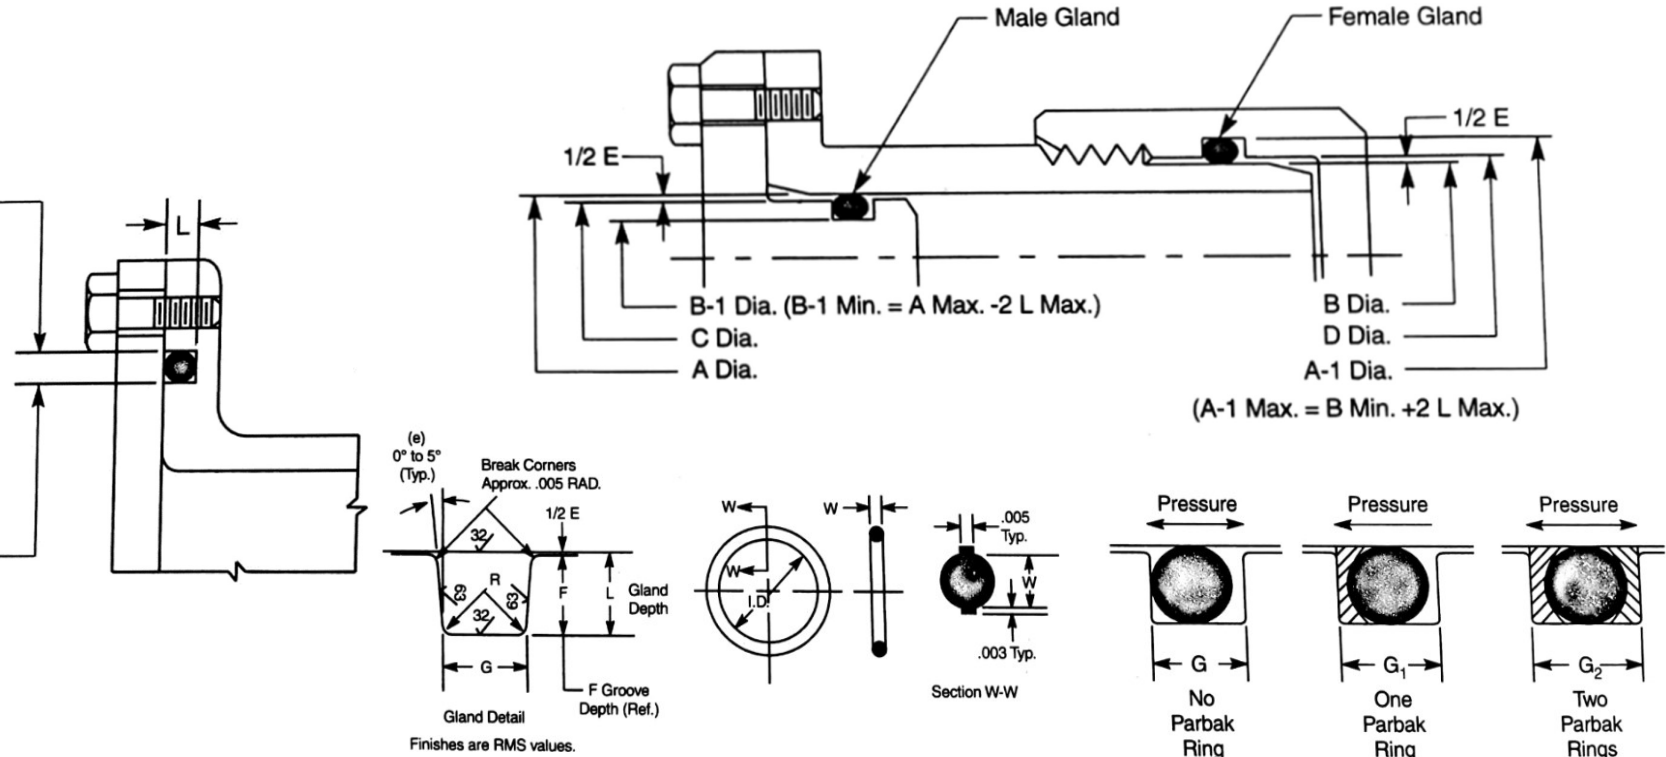 Male Gland
Female Gland
1/2 E
1/2 E
L
B-1 Dia. (B-1 Min. = A Max. -2 L Max.)
C Dia.
A Dia.
B Dia.
D Dia.
A-1 Dia.
(A-1 Max. = B Min. +2 L Max.)
(e)
0° to 5°
(Typ.)
Break Corners
Approx. .005 RAD.
1/2 E
32
63
R
63
32
F
L
Gland
Depth
G
F Groove
Depth (Ref.)
Gland Detail
Finishes are RMS values.
W
W
I.D.
W
.005
Typ.
W
.003 Typ.
Section W-W
Pressure
G
No
Parbak
Ring
Pressure
G1
One
Parbak
Ring
Pressure
G2
Two
Parbak
Rings